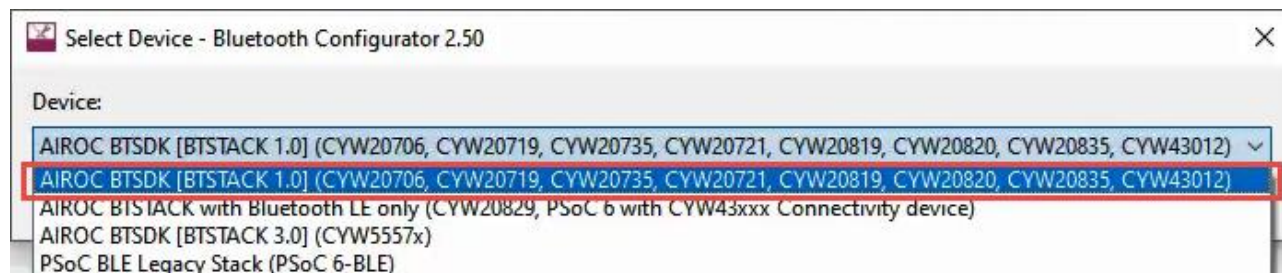 Select Device - Bluetooth Configurator 2.50
Device:
AIROC BTSDK [BTSTACK 1.0] (CYW20706, CYW20719, CYW20735, CYW20721, CYW20819, CYW20820, CYW20835, CYW43012)
AIROC BTSDK [BTSTACK 1.0] (CYW20706, CYW20719, CYW20735, CYW20721, CYW20819, CYW20820, CYW20835, CYW43012)
AIROC BTSTACK with Bluetooth LE only (CYW20829, PSoC 6 with CYW43xxx Connectivity device)
AIROC BTSDK [BTSTACK 3.0] (CYW5557x)
PSoC BLE Legacy Stack (PSoC 6-BLE)